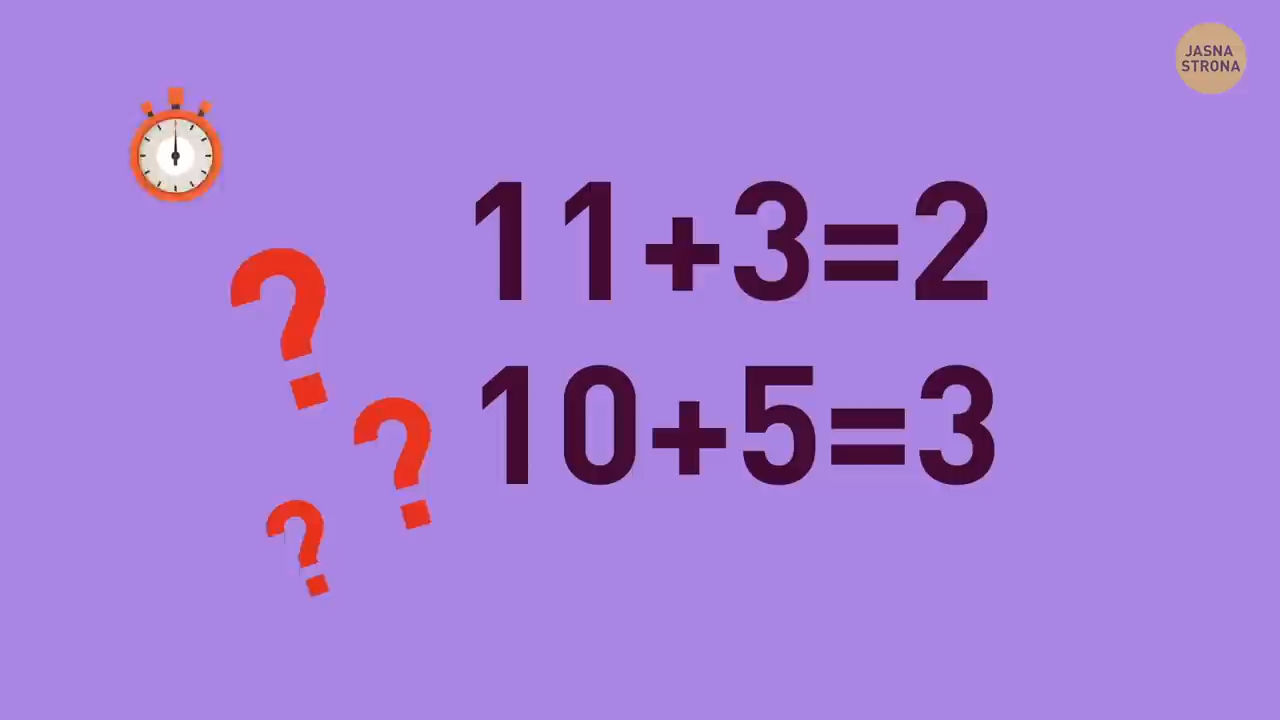 JASNA
STRONA
11+3=2
10+5=3
?
?
?